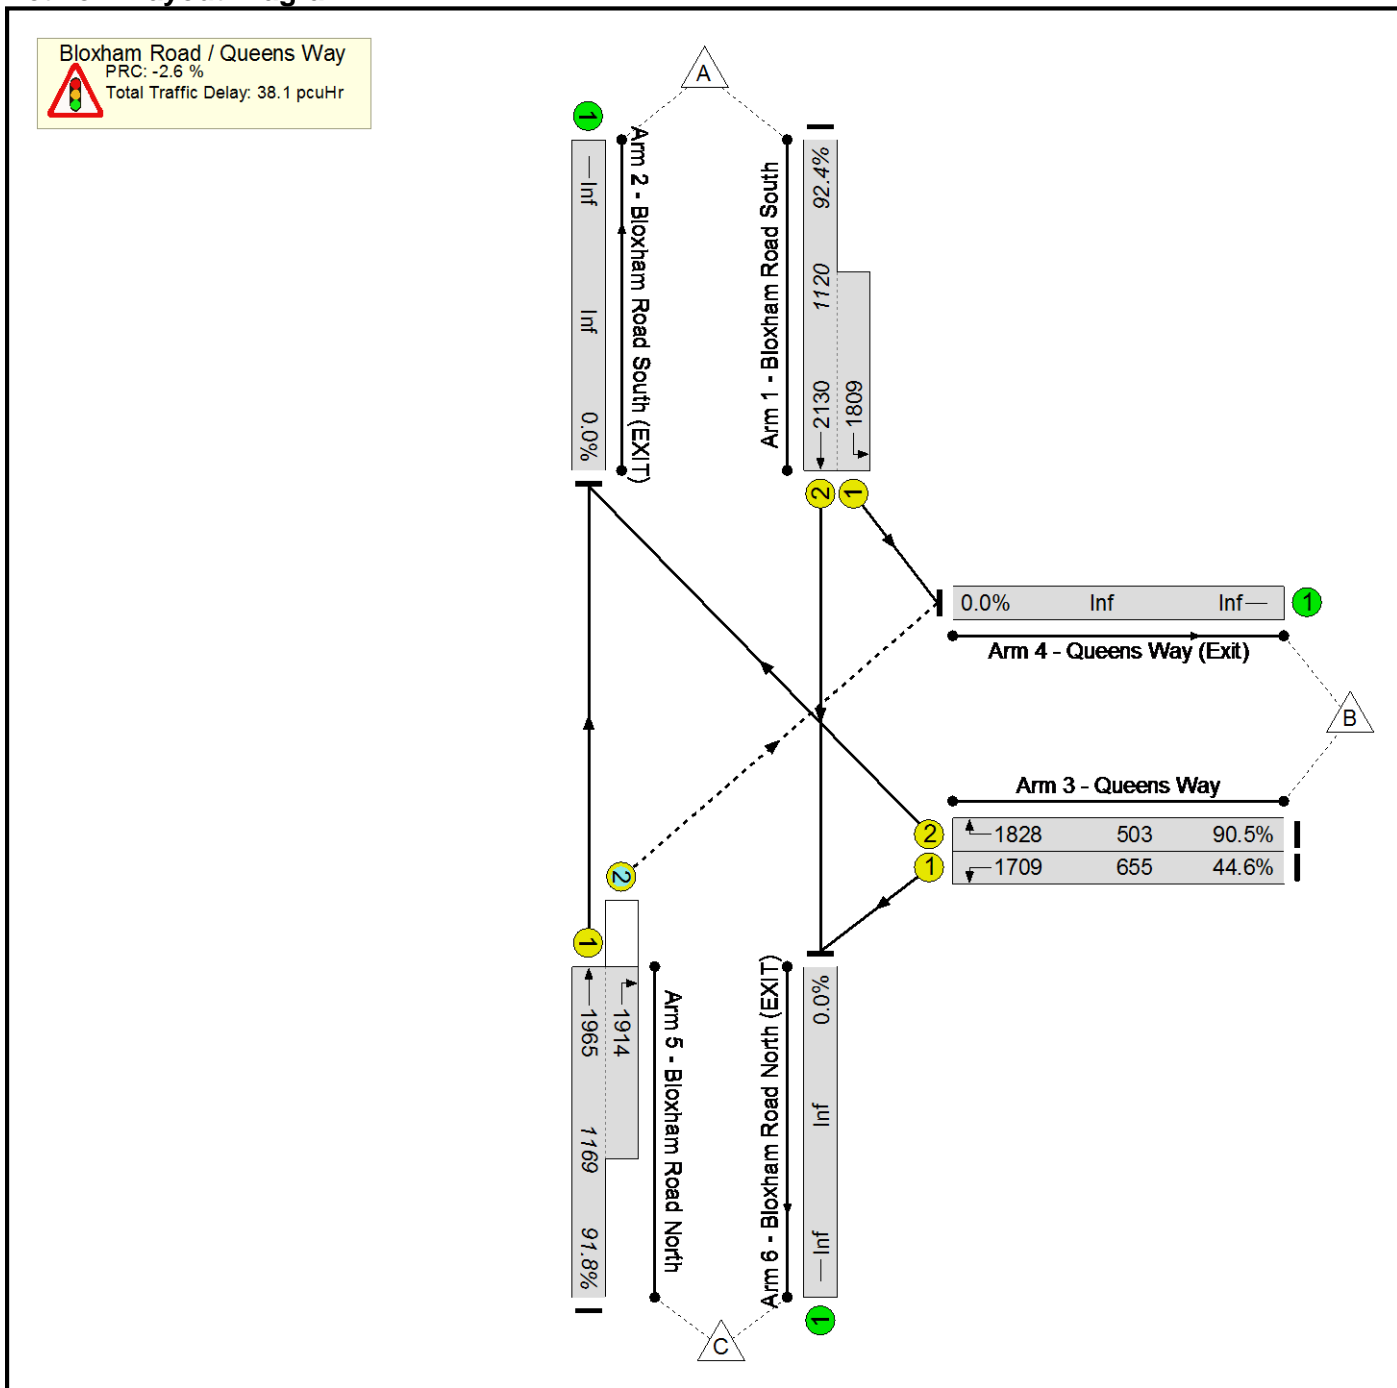 Bloxham Road / Queens Way
PRC: -2.6 %
Total Traffic Delay: 38.1 pcuHr
A
1
Inf
Inf
0.0%
Arm 2 - Bloxham Road South (EXIT)
Arm 1 - Bloxham Road South
92.4%
1120
2130
1809
2
1
0.0% Inf Inf
1
Arm 4 - Queens Way (Exit)
B
Arm 3 - Queens Way
2
1828 503 90.5%
1
1709 655 44.6%
2
1
1965
1169
91.8%
1914
Arm 5 - Bloxham Road North
Arm 6 - Bloxham Road North (EXIT)
0.0%
Inf
Inf
1
C